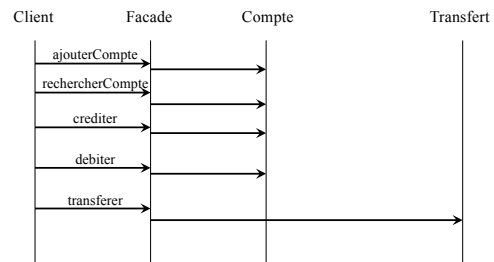 Client Facade Compte Transfert
ajouterCompte
rechercherCompte
crediter
debiter
transferer